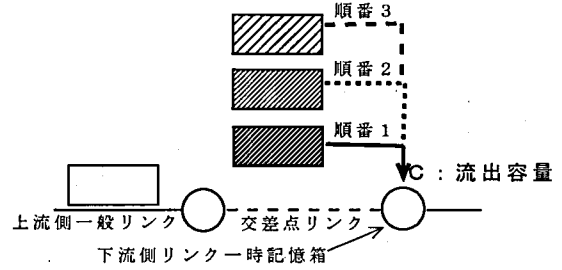 順番3
順番2
順番1
C：流出容量
上流側一般リンク
交差点リンク
下流側リンク一時記憶箱